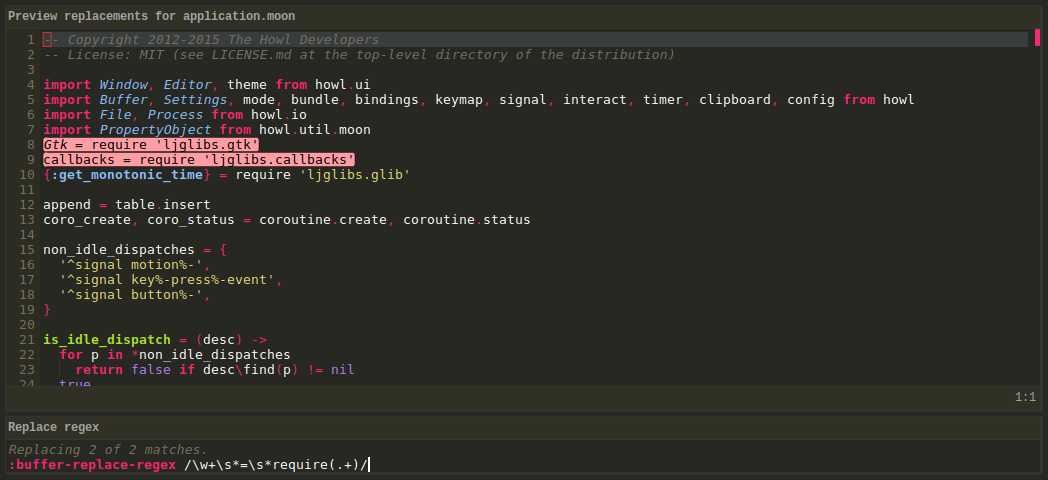 Preview replacements for application.moon
1 -- Copyright 2012-2015 The Howl Developers
2 -- License: MIT (see LICENSE.md at the top-level directory of the distribution)
3
4 import Window, Editor, theme from howl.ui
5 import Buffer, Settings, mode, bundle, bindings, keymap, signal, interact, timer, clipboard, config from howl
6 import File, Process from howl.io
7 import PropertyObject from howl.util.moon
8 Gtk = require 'ljglibs.gtk'
9 callbacks = require 'ljglibs.callbacks'
10 {:get_monotonic_time} = require 'ljglibs.glib'
11
12 append = table.insert
13 coro_create, coro_status = coroutine.create, coroutine.status
14
15 non_idle_dispatches = {
16   '^signal motion%-',
17   '^signal key%-press%-event',
18   '^signal button%-',
19 }
20
21 is_idle_dispatch = (desc) ->
22   for p in *non_idle_dispatches
23     return false if desc\find(p) != nil
24   true
1:1
Replace regex
Replacing 2 of 2 matches.
:buffer-replace-regex /\w+\s*=\s*require(.+)/